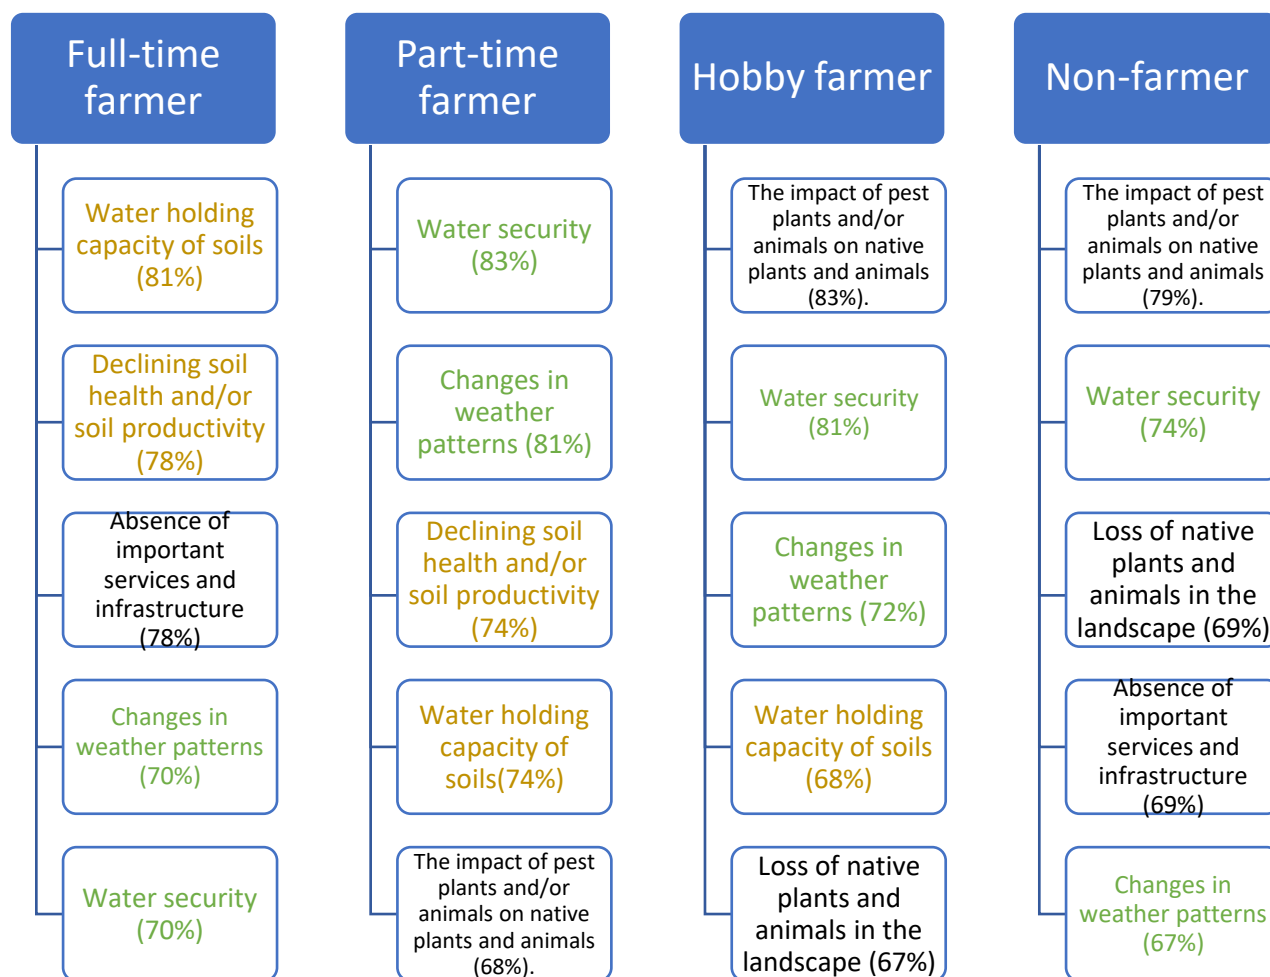 Full-time
farmer
Water holding
capacity of soils
(81%)
Declining soil
health and/or
soil productivity
(78%)
Absence of
important
services and
infrastructure
(78%)
Changes in
weather patterns
(70%)
Water security
(70%)
Part-time
farmer
Water security
(83%)
Changes in
weather
patterns (81%)
Declining soil
health and/or
soil productivity
(74%)
Water holding
capacity of
soils(74%)
The impact of pest
plants and/or
animals on native
plants and animals
(68%).
Hobby farmer
The impact of pest
plants and/or
animals on native
plants and animals
(83%).
Water security
(81%)
Changes in
weather
patterns (72%)
Water holding
capacity of soils
(68%)
Loss of native
plants and
animals in the
landscape (67%)
Non-farmer
The impact of pest
plants and/or
animals on native
plants and animals
(79%).
Water security
(74%)
Loss of native
plants and
animals in the
landscape (69%)
Absence of
important
services and
infrastructure
(69%)
Changes in
weather patterns
(67%)